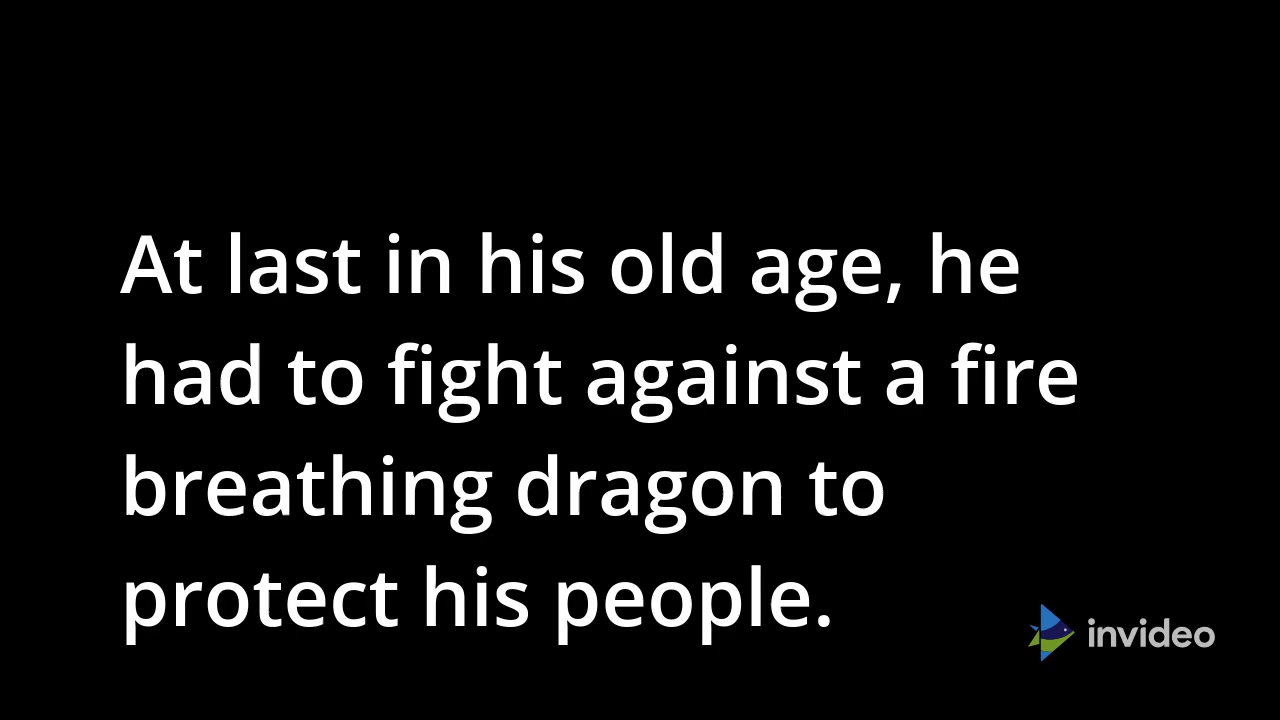 At last in his old age, he
had to fight against a fire
breathing dragon to
protect his people.
invideo